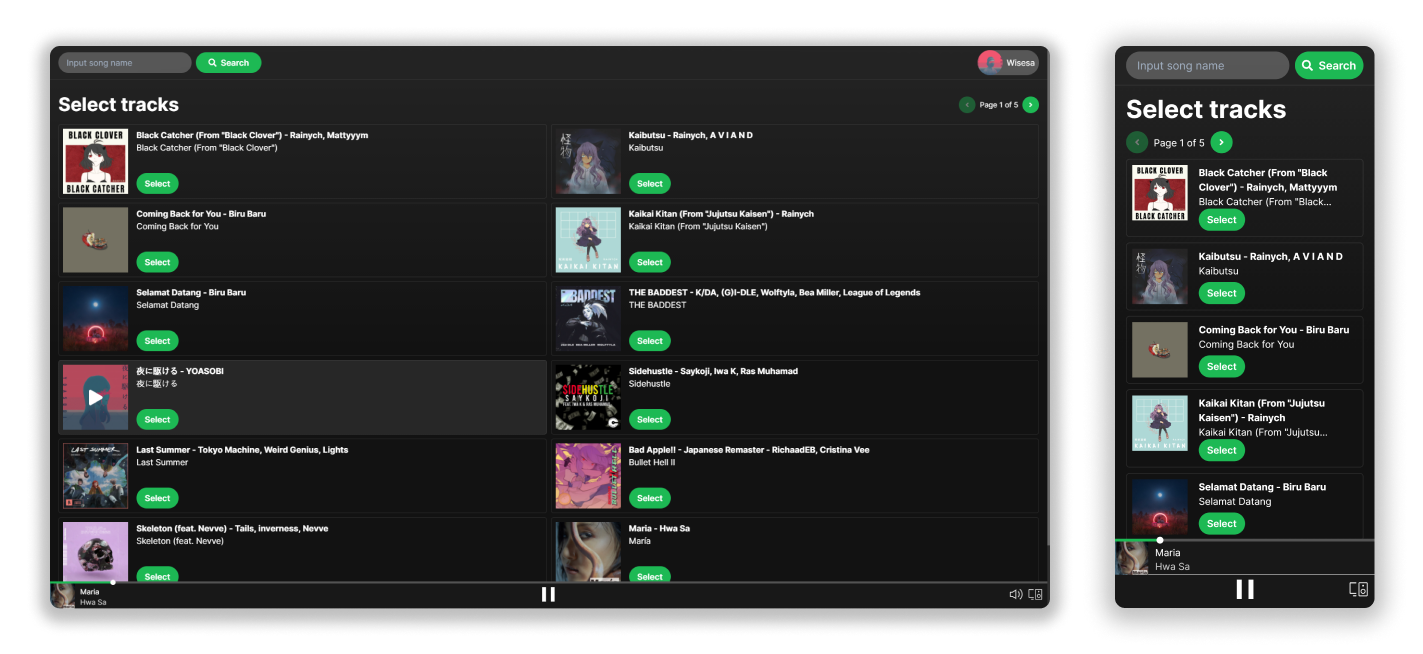 Input song name
Search
Wisesa
Select tracks
Page 1 of 5
BLACK CLOVER
BLACK CATCHER
Black Catcher (From "Black Clover") - Rainych, Mattyyym
Black Catcher (From "Black Clover")
Select
怪物
Kaibutsu - Rainych, A V I A N D
Kaibutsu
Select
Coming Back for You - Biru Baru
Coming Back for You
Select
KAIKAI KITAN
Kaikai Kitan (From "Jujutsu Kaisen") - Rainych
Kaikai Kitan (From "Jujutsu Kaisen")
Select
Selamat Datang - Biru Baru
Selamat Datang
Select
BADDEST
THE BADDEST - K/DA, (G)I-DLE, Wolftyla, Bea Miller, League of Legends
THE BADDEST
Select
夜に駆ける - YOASOBI
夜に駆ける
Select
SIDEHUSTLE
SAYKOJI
Sidehustle - Saykoji, Iwa K, Ras Muhamad
Sidehustle
Select
LAST SUMMER
Last Summer - Tokyo Machine, Weird Genius, Lights
Last Summer
Select
Bad Apple!! - Japanese Remaster - RichaadEB, Cristina Vee
Bullet Hell II
Select
Skeleton (feat. Nevve) - Tails, inverness, Nevve
Skeleton (feat. Nevve)
Select
Maria - Hwa Sa
María
Select
Maria
Hwa Sa
Input song name
Search
Select tracks
Page 1 of 5
BLACK CLOVER
BLACK CATCHER
Black Catcher (From "Black
Clover") - Rainych, Mattyyym
Black Catcher (From "Black...
Select
怪物
Kaibutsu - Rainych, A V I A N D
Kaibutsu
Select
Coming Back for You - Biru Baru
Coming Back for You
Select
KAIKAI KITAN
Kaikai Kitan (From "Jujutsu
Kaisen") - Rainych
Kaikai Kitan (From "Jujutsu...
Select
Selamat Datang - Biru Baru
Selamat Datang
Select
Maria
Hwa Sa